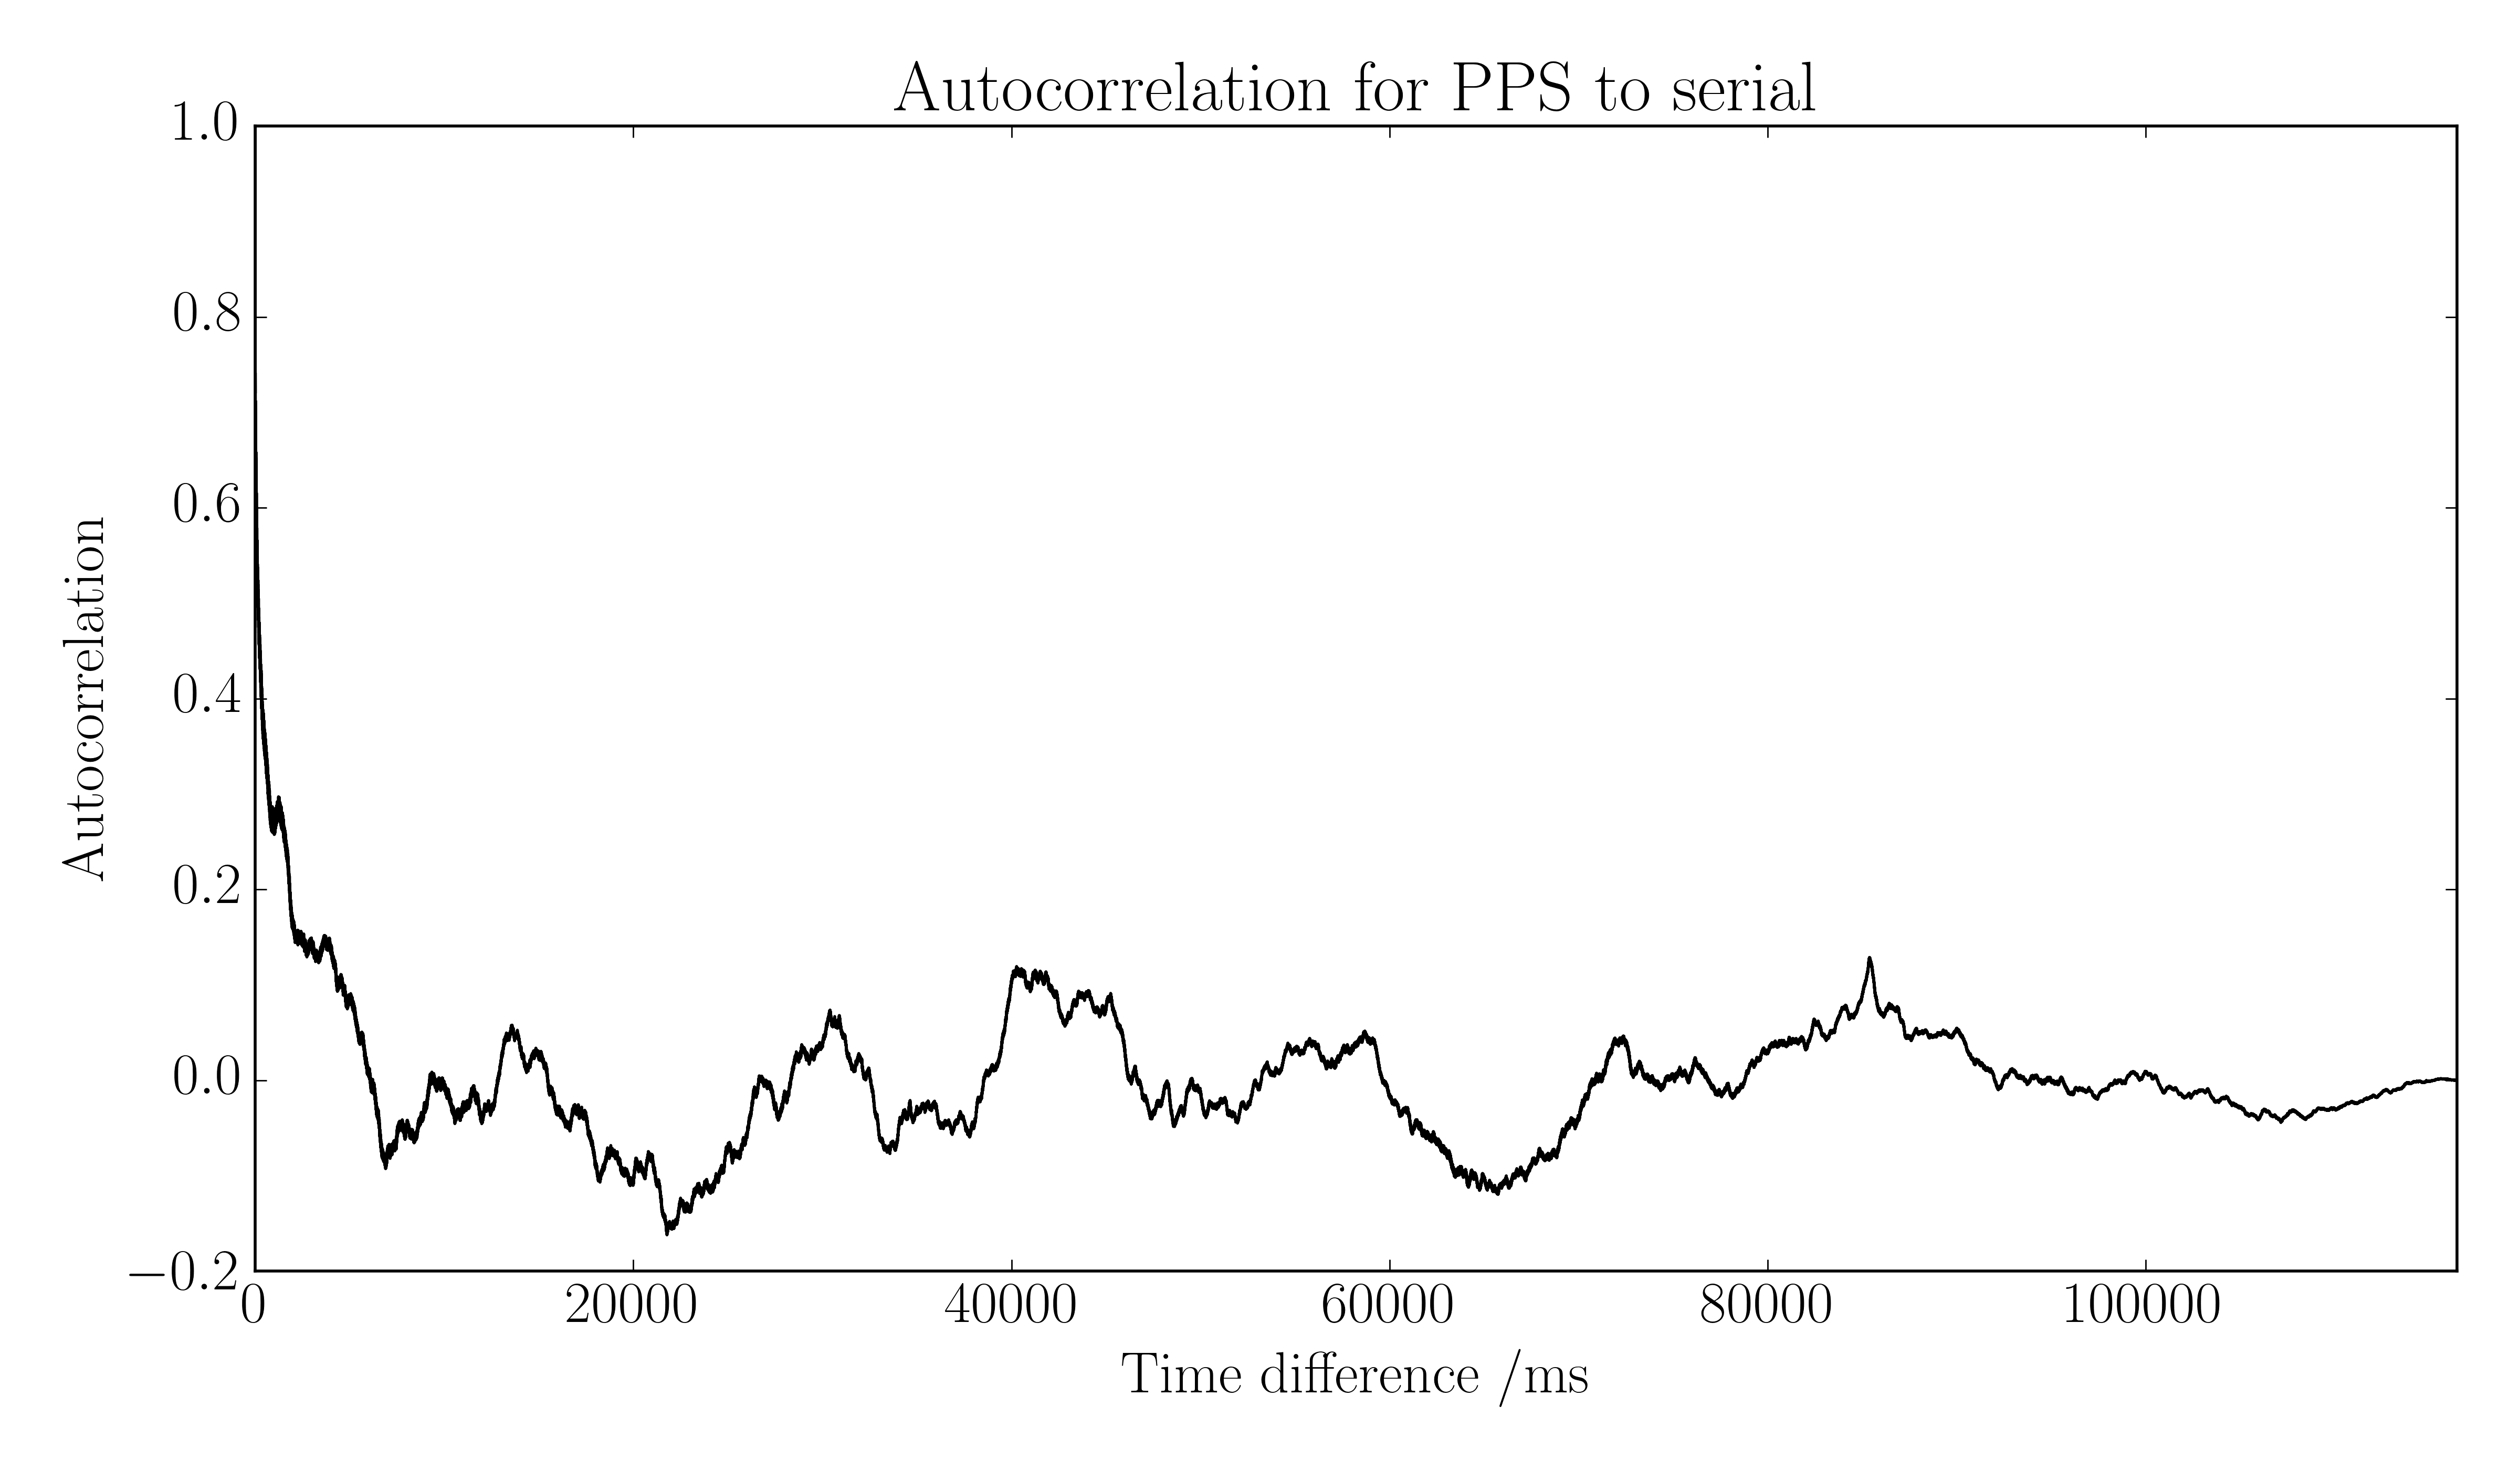 Autocorrelation for PPS to serial
1.0
0.8
0.6
0.4
0.2
0.0
−0.2
Autocorrelation
0 20000 40000 60000 80000 100000
Time difference /ms